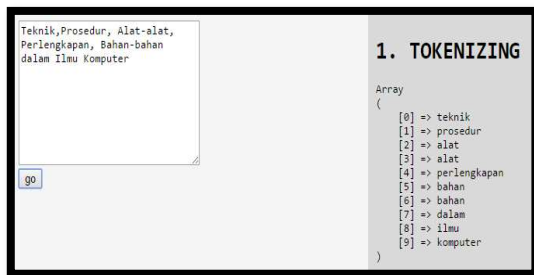 Teknik,Prosedur, Alat-alat,
Perlengkapan, Bahan-bahan
dalam Ilmu Komputer
go
1. TOKENIZING
Array
(
[0] => teknik
[1] => prosedur
[2] => alat
[3] => alat
[4] => perlengkapan
[5] => bahan
[6] => bahan
[7] => dalam
[8] => ilmu
[9] => komputer
)